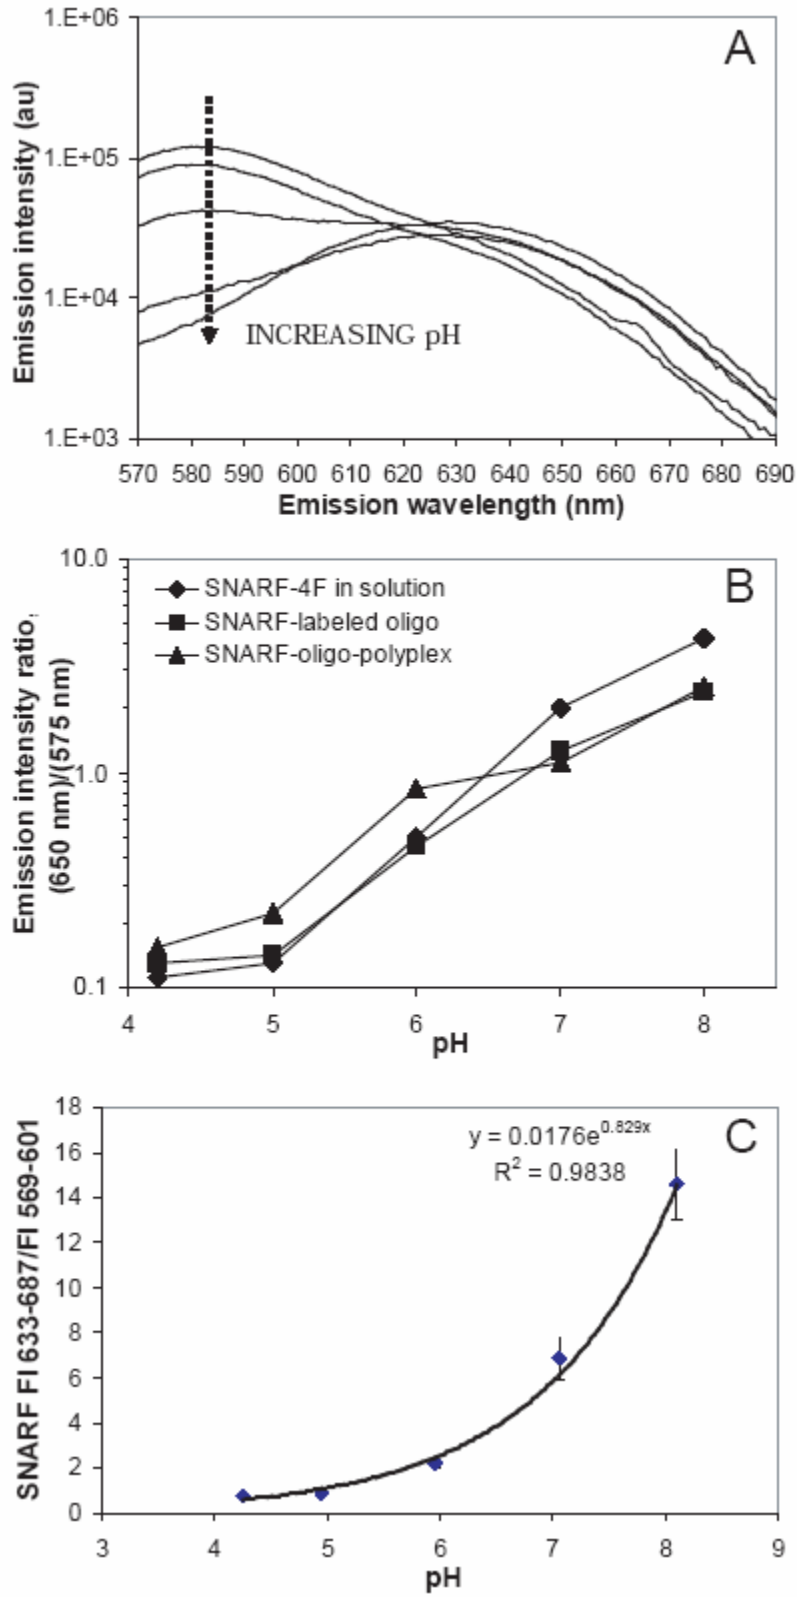 1.E+06
A
1.E+05
1.E+04
1.E+03
Emission intensity (au)
INCREASING pH
570 580 590 600 610 620 630 640 650 660 670 680 690
Emission wavelength (nm)
10.0
B
SNARF-4F in solution
SNARF-labeled oligo
SNARF-oligo-polyplex
Emission intensity ratio,
(650 nm)/(575 nm)
1.0
0.1
4 5 6 7 8
pH
18
C
y = 0.0176e^0.829x
R² = 0.9838
16
14
12
10
8
6
4
2
0
SNARF FI 633-687/FI 569-601
3 4 5 6 7 8 9
pH